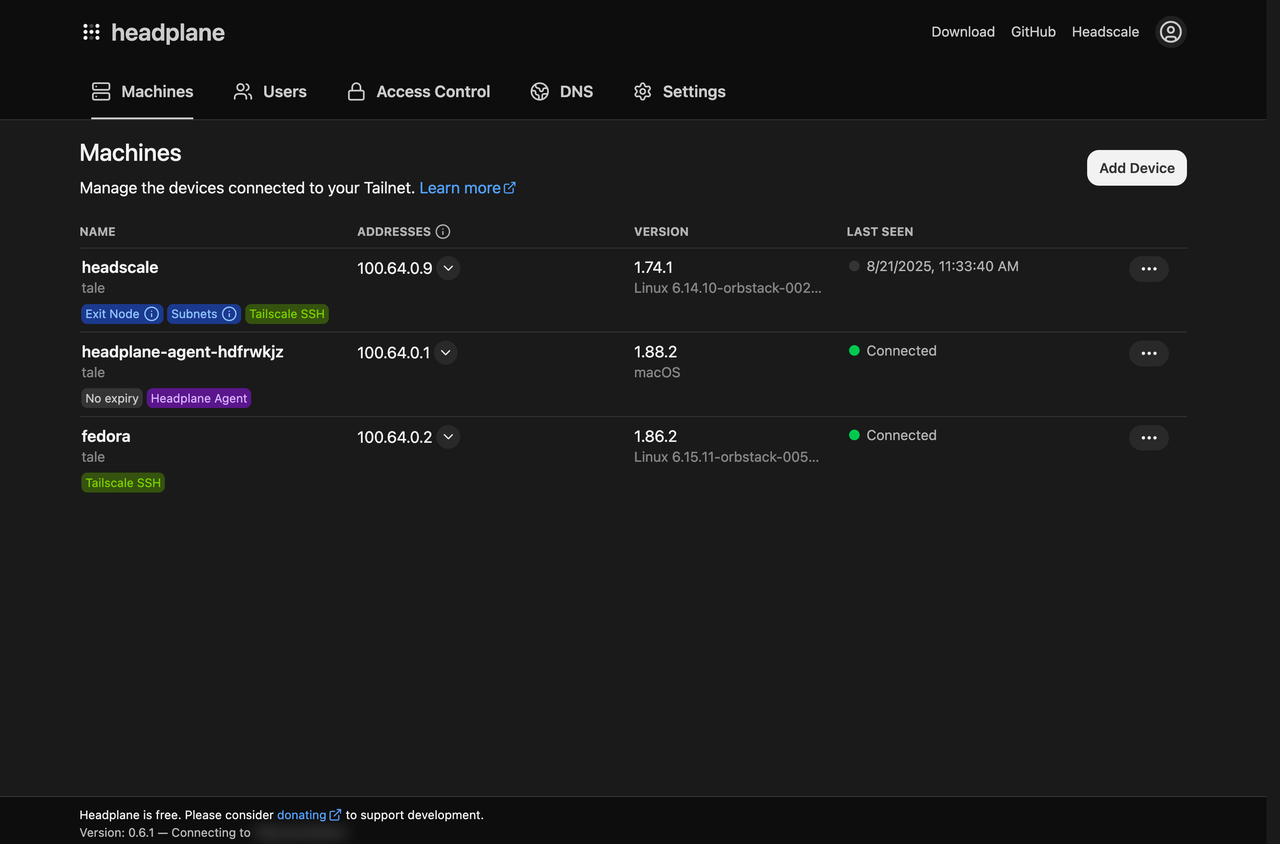 headplane
Download GitHub Headscale
Machines Users Access Control DNS Settings
Machines
Manage the devices connected to your Tailnet. Learn more
Add Device
NAME ADDRESSES VERSION LAST SEEN
headscale 100.64.0.9 1.74.1 8/21/2025, 11:33:40 AM
tale Linux 6.14.10-orbstack-002...
Exit Node Subnets Tailscale SSH
headplane-agent-hdfrwkjz 100.64.0.1 1.88.2 Connected
tale macOS
No expiry Headplane Agent
fedora 100.64.0.2 1.86.2 Connected
tale Linux 6.15.11-orbstack-005...
Tailscale SSH
Headplane is free. Please consider donating to support development.
Version: 0.6.1 — Connecting to